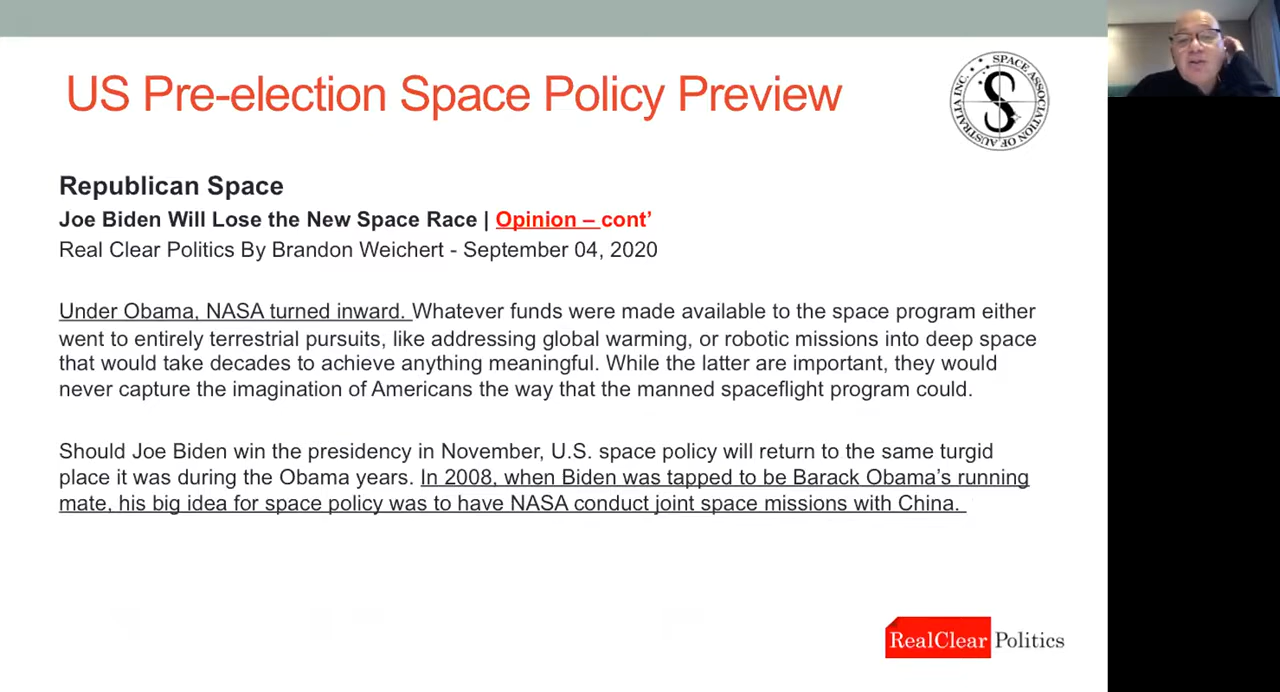 US Pre-election Space Policy Preview
SPACE ASSOCIATION OF AUSTRALIA INC.
S
Republican Space
Joe Biden Will Lose the New Space Race | Opinion – cont’
Real Clear Politics By Brandon Weichert - September 04, 2020
Under Obama, NASA turned inward. Whatever funds were made available to the space program either
went to entirely terrestrial pursuits, like addressing global warming, or robotic missions into deep space
that would take decades to achieve anything meaningful. While the latter are important, they would
never capture the imagination of Americans the way that the manned spaceflight program could.
Should Joe Biden win the presidency in November, U.S. space policy will return to the same turgid
place it was during the Obama years. In 2008, when Biden was tapped to be Barack Obama’s running
mate, his big idea for space policy was to have NASA conduct joint space missions with China.
RealClear Politics